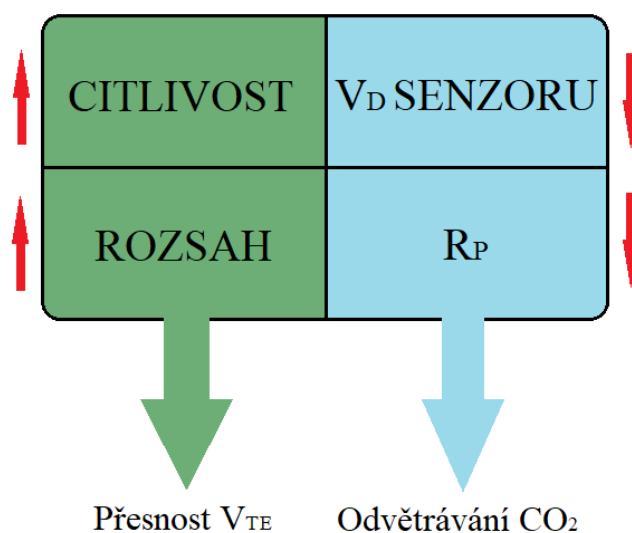 CITLIVOST
VD SENZORU
ROZSAH
RP
Přesnost VTE
Odvětrávání CO2